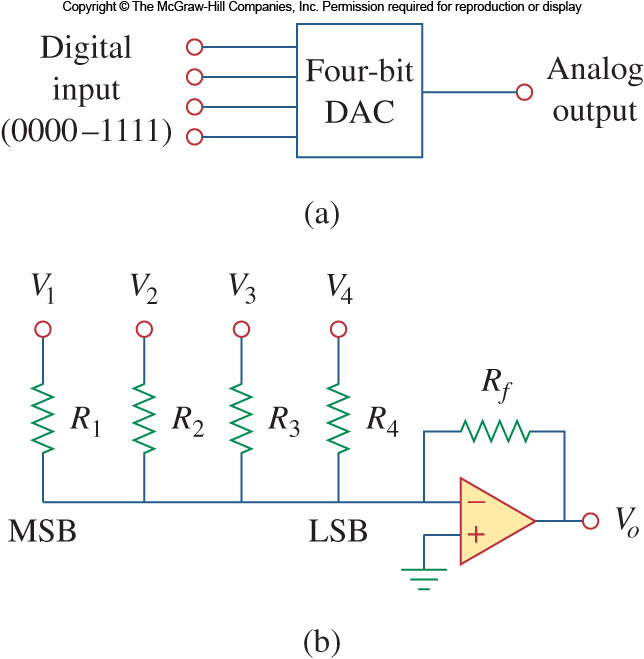 Copyright © The McGraw-Hill Companies, Inc. Permission required for reproduction or display
Digital
input
(0000–1111)
Four-bit
DAC
Analog
output
(a)
V1 V2 V3 V4
R1 R2 R3 R4
Rf
MSB LSB
−
+
Vo
(b)